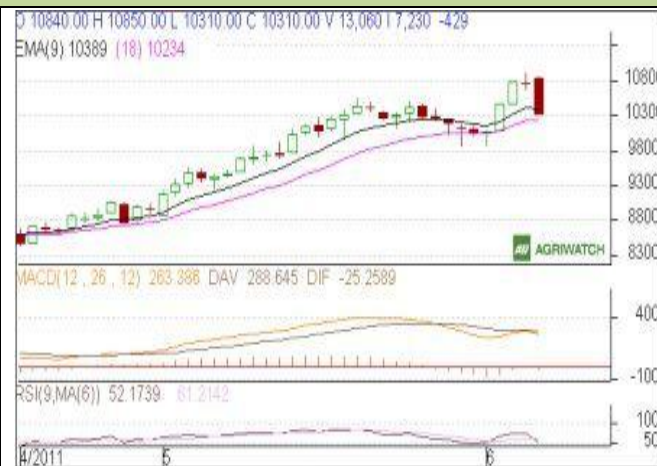 O 10840.00 H 10850.00 L 10310.00 C 10310.00 V 13,060 I 7,230 -429
EMA(9) 10389 (18) 10234
10800
10300
9800
9300
8800
8300
AGRIWATCH
MACD(12 , 26 , 12) 263.386 DAV 288.645 DIF -25.2589
400
-100
RSI(9,MA(6)) 52.1739 61.2142
100
50
4/2011 5 6